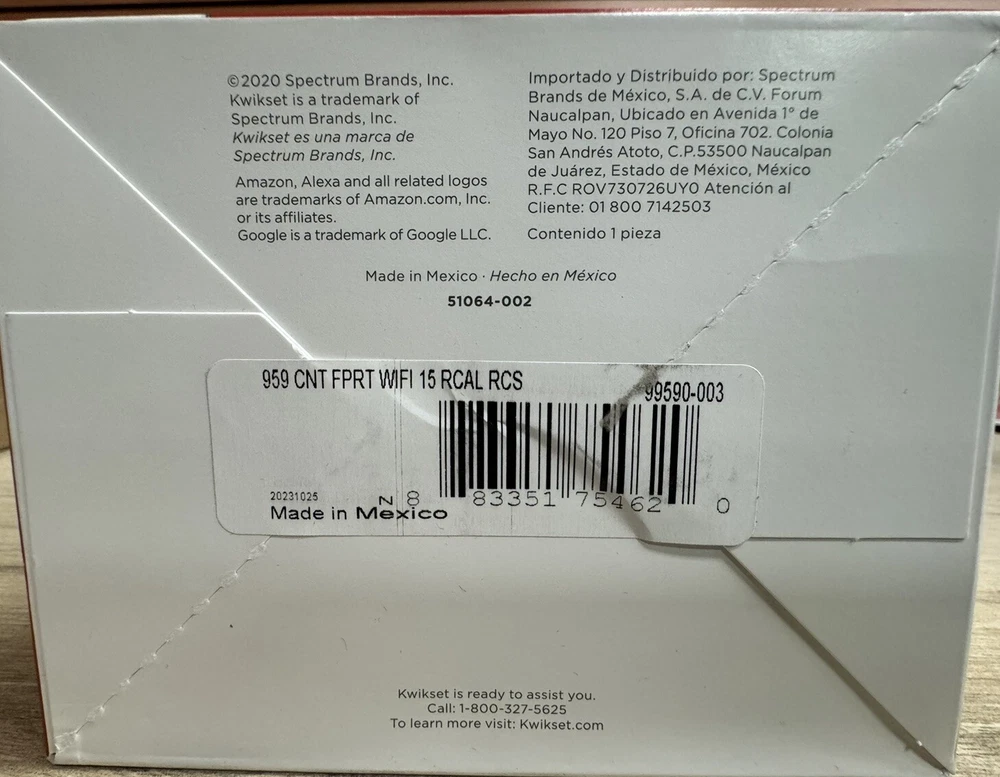 ©2020 Spectrum Brands, Inc.
Kwikset is a trademark of
Spectrum Brands, Inc.
Kwikset es una marca de
Spectrum Brands, Inc.
Amazon, Alexa and all related logos
are trademarks of Amazon.com, Inc.
or its affiliates.
Google is a trademark of Google LLC.
Importado y Distribuido por: Spectrum
Brands de México, S.A. de C.V. Forum
Naucalpan, Ubicado en Avenida 1° de
Mayo No. 120 Piso 7, Oficina 702. Colonia
San Andrés Atoto, C.P.53500 Naucalpan
de Juárez, Estado de México, México
R.F.C ROV730726UY0 Atención al
Cliente: 01 800 7142503
Contenido 1 pieza
Made in Mexico · Hecho en México
51064-002
959 CNT FPRT WIFI 15 RCAL RCS
99590-003
20231025
N
8 83351 75462 0
Made in Mexico
Kwikset is ready to assist you.
Call: 1-800-327-5625
To learn more visit: Kwikset.com